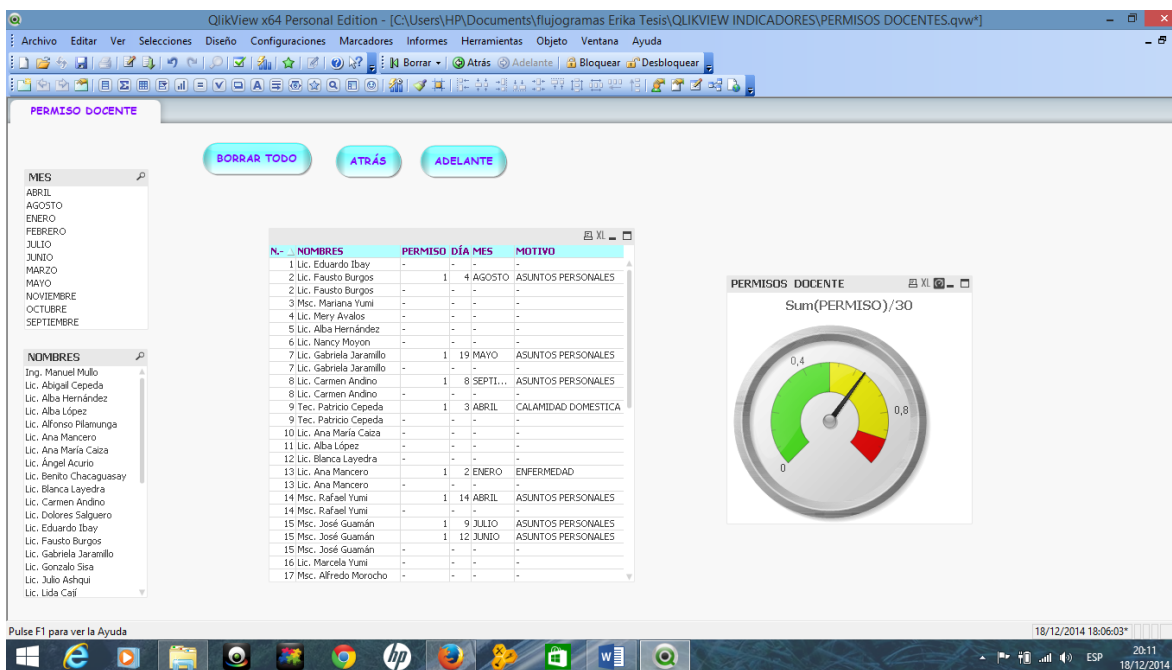 QlikView x64 Personal Edition - [C:\Users\HP\Documents\flujogramas Erika Tesis\QLIKVIEW INDICADORES\PERMISOS DOCENTES.qvw*]
Archivo Editar Ver Selecciones Diseño Configuraciones Marcadores Informes Herramientas Objeto Ventana Ayuda
Borrar Atrás Adelante Bloquear Desbloquear
PERMISO DOCENTE
BORRAR TODO ATRÁS ADELANTE
MES
ABRIL
AGOSTO
ENERO
FEBRERO
JULIO
JUNIO
MARZO
MAYO
NOVIEMBRE
OCTUBRE
SEPTIEMBRE
NOMBRES
Ing. Manuel Mullo
Lic. Abigail Cepeda
Lic. Alba Hernández
Lic. Alba López
Lic. Alfonso Pilamunga
Lic. Ana Mancero
Lic. Ana María Caiza
Lic. Ángel Acurio
Lic. Benito Chacaguasay
Lic. Blanca Layedra
Lic. Carmen Andino
Lic. Dolores Salguero
Lic. Eduardo Ibay
Lic. Fausto Burgos
Lic. Gabriela Jaramillo
Lic. Gonzalo Sisa
Lic. Julio Ashqui
Lic. Lida Cají
XL
N.- NOMBRES PERMISO DÍA MES MOTIVO
1 Lic. Eduardo Ibay - - - -
2 Lic. Fausto Burgos 1 4 AGOSTO ASUNTOS PERSONALES
2 Lic. Fausto Burgos - - - -
3 Msc. Mariana Yumi - - - -
4 Lic. Mery Avalos - - - -
5 Lic. Alba Hernández - - - -
6 Lic. Nancy Moyon - - - -
7 Lic. Gabriela Jaramillo 1 19 MAYO ASUNTOS PERSONALES
7 Lic. Gabriela Jaramillo - - - -
8 Lic. Carmen Andino 1 8 SEPTI... ASUNTOS PERSONALES
8 Lic. Carmen Andino - - - -
9 Tec. Patricio Cepeda 1 3 ABRIL CALAMIDAD DOMESTICA
9 Tec. Patricio Cepeda - - - -
10 Lic. Ana María Caiza - - - -
11 Lic. Alba López - - - -
12 Lic. Blanca Layedra - - - -
13 Lic. Ana Mancero 1 2 ENERO ENFERMEDAD
13 Lic. Ana Mancero - - - -
14 Msc. Rafael Yumi 1 14 ABRIL ASUNTOS PERSONALES
14 Msc. Rafael Yumi - - - -
15 Msc. José Guamán 1 9 JULIO ASUNTOS PERSONALES
15 Msc. José Guamán 1 12 JUNIO ASUNTOS PERSONALES
15 Msc. José Guamán - - - -
16 Lic. Marcela Yumi - - - -
17 Msc. Alfredo Morocho - - - -
PERMISOS DOCENTE XL
Sum(PERMISO)/30
0,4
0,8
0
Pulse F1 para ver la Ayuda
18/12/2014 18:06:03*
hp
ESP
20:11
18/12/2014